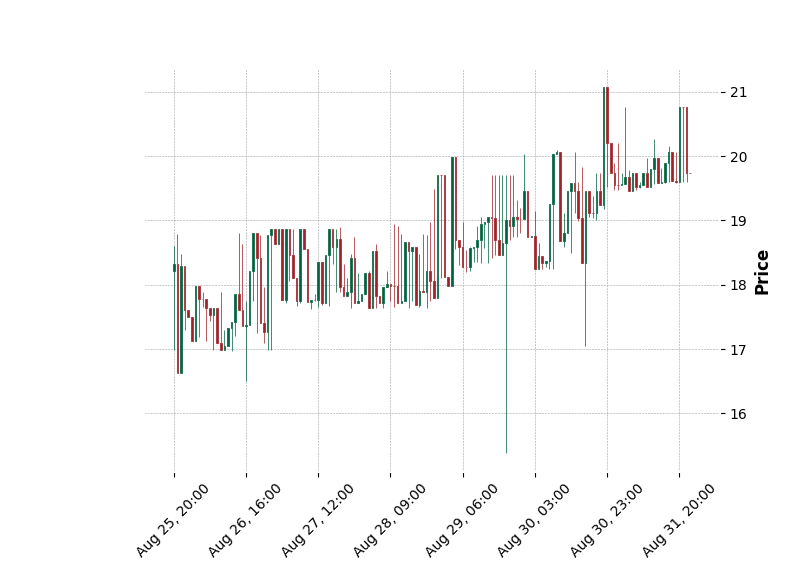 21
20
19
18
17
16
Price
Aug 25, 20:00
Aug 26, 16:00
Aug 27, 12:00
Aug 28, 09:00
Aug 29, 06:00
Aug 30, 03:00
Aug 30, 23:00
Aug 31, 20:00